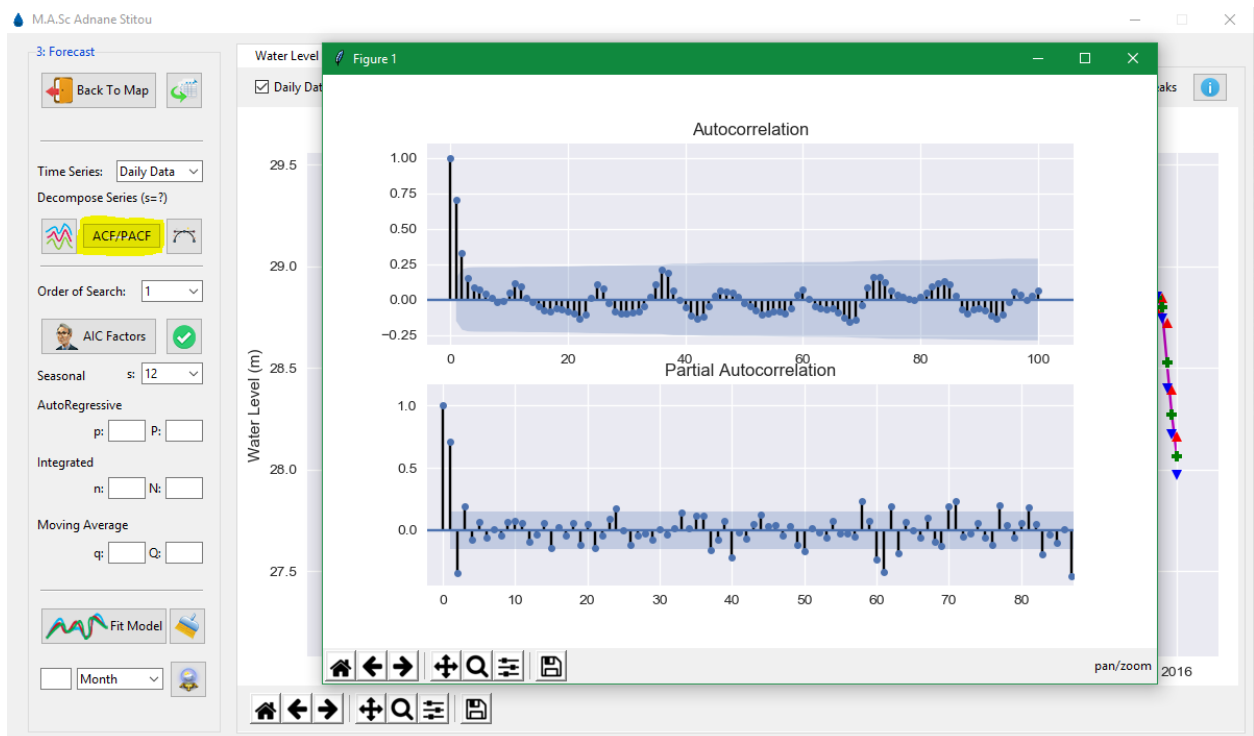 M.A.Sc Adnane Stitou
3: Forecast
Back To Map
Time Series: Daily Data
Decompose Series (s=?)
ACF/PACF
Order of Search: 1
AIC Factors
Seasonal s: 12
AutoRegressive
p: P:
Integrated
n: N:
Moving Average
q: Q:
Fit Model
Month
Water Level
Daily Dat
aks
29.5
29.0
28.5
28.0
27.5
Water Level (m)
2016
Figure 1
Autocorrelation
1.00
0.75
0.50
0.25
0.00
−0.25
0 20 40 60 80 100
Partial Autocorrelation
1.0
0.5
0.0
0 10 20 30 40 50 60 70 80
pan/zoom